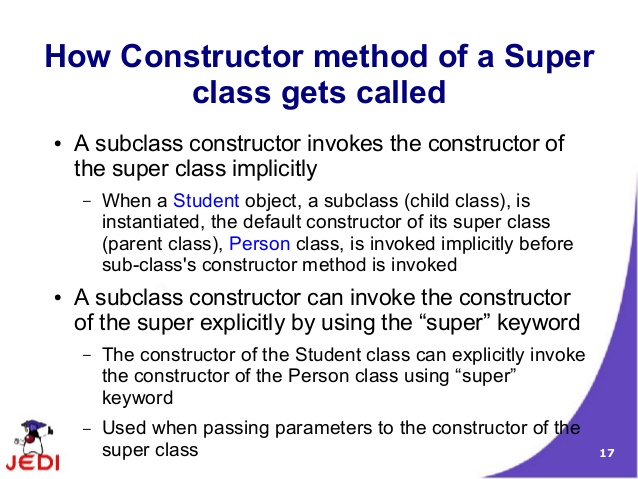 How Constructor method of a Super
class gets called
• A subclass constructor invokes the constructor of
the super class implicitly
– When a Student object, a subclass (child class), is
instantiated, the default constructor of its super class
(parent class), Person class, is invoked implicitly before
sub-class's constructor method is invoked
• A subclass constructor can invoke the constructor
of the super explicitly by using the “super” keyword
– The constructor of the Student class can explicitly invoke
the constructor of the Person class using “super”
keyword
– Used when passing parameters to the constructor of the
super class
JEDI
17